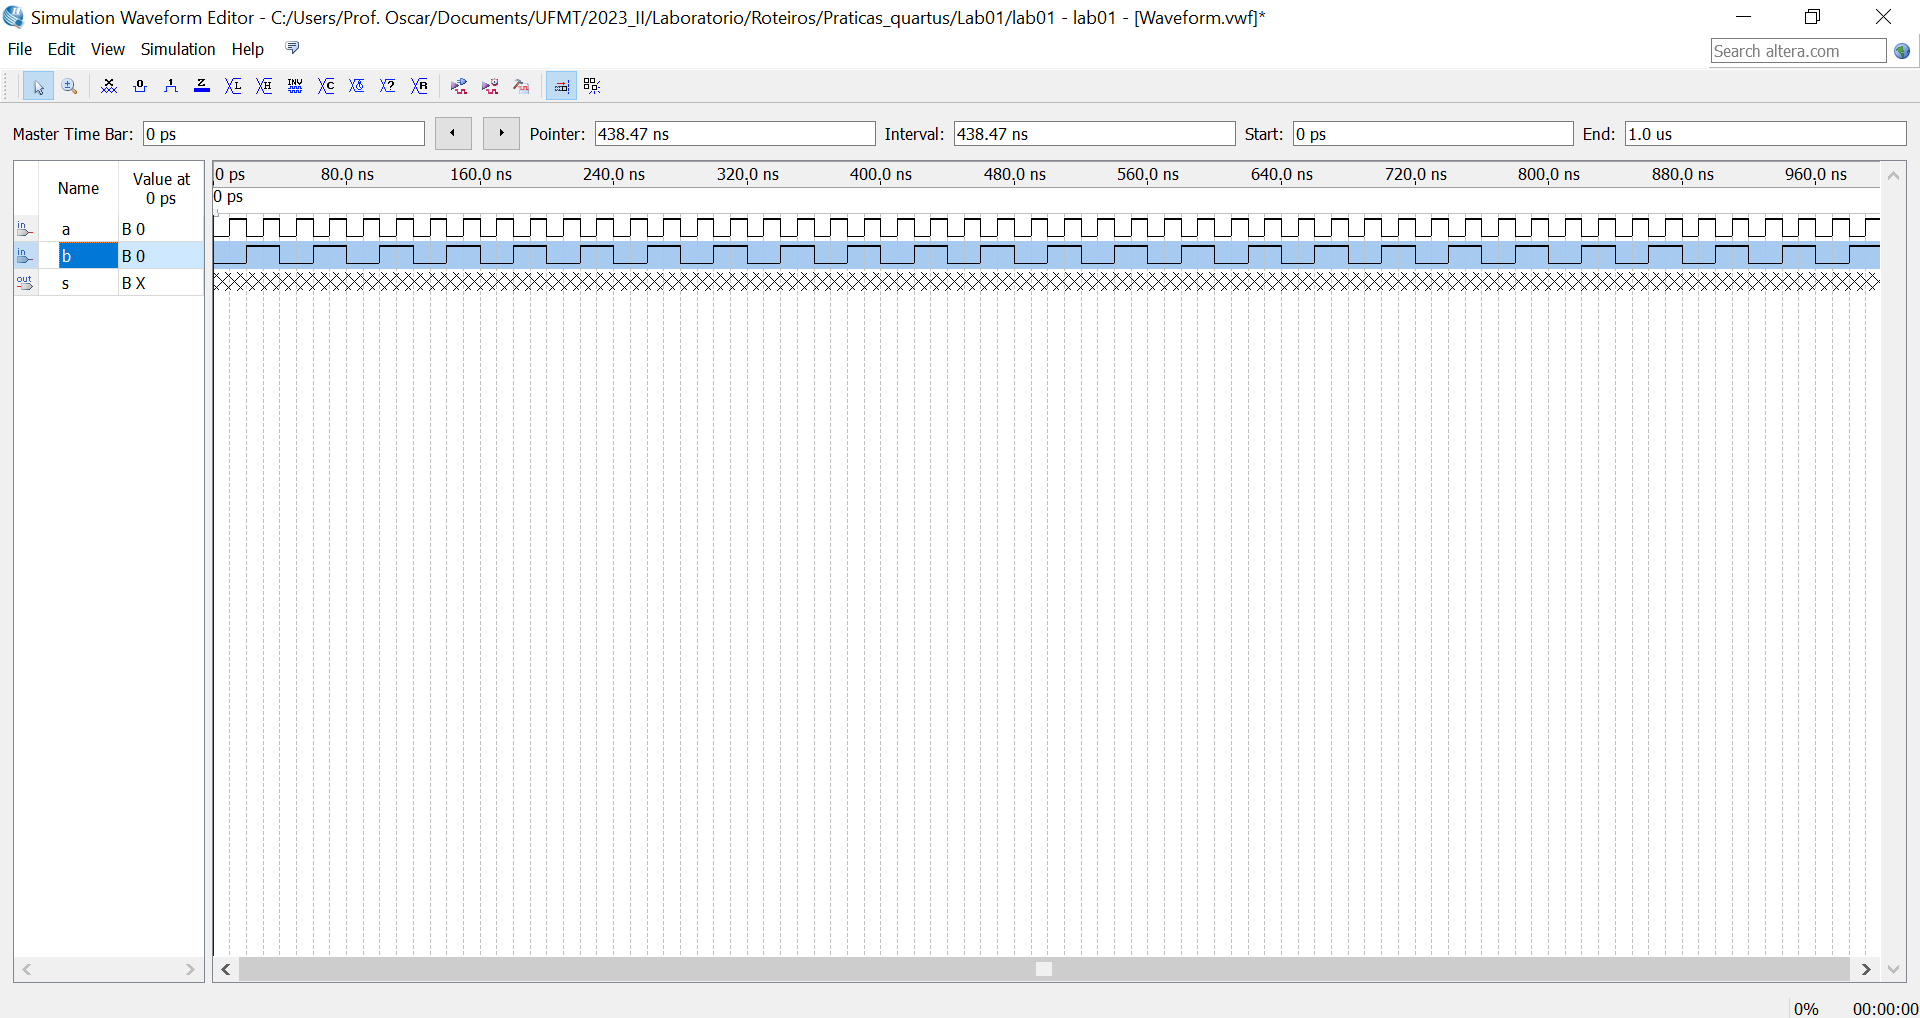 Simulation Waveform Editor - C:/Users/Prof. Oscar/Documents/UFMT/2023_II/Laboratorio/Roteiros/Praticas_quartus/Lab01/lab01 - lab01 - [Waveform.vwf]*
File Edit View Simulation Help
Search altera.com
Master Time Bar: 0 ps Pointer: 438.47 ns Interval: 438.47 ns Start: 0 ps End: 1.0 us
Name Value at 0 ps
0 ps 80.0 ns 160.0 ns 240.0 ns 320.0 ns 400.0 ns 480.0 ns 560.0 ns 640.0 ns 720.0 ns 800.0 ns 880.0 ns 960.0 ns
0 ps
in a B 0
in b B 0
out s B X
0% 00:00:00